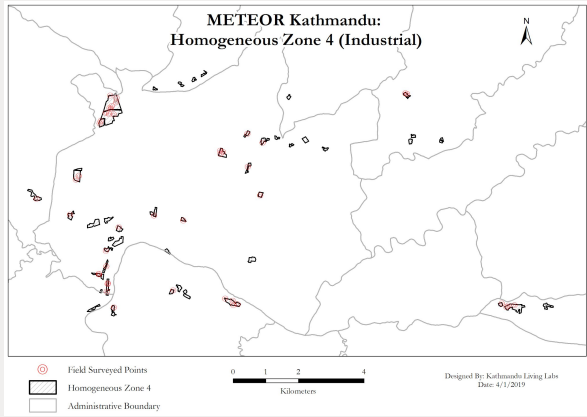 METEOR Kathmandu:
Homogeneous Zone 4 (Industrial)
N
Field Surveyed Points
Homogeneous Zone 4
Administrative Boundary
0 1 2 4
Kilometers
Designed By: Kathmandu Living Labs
Date: 4/1/2019